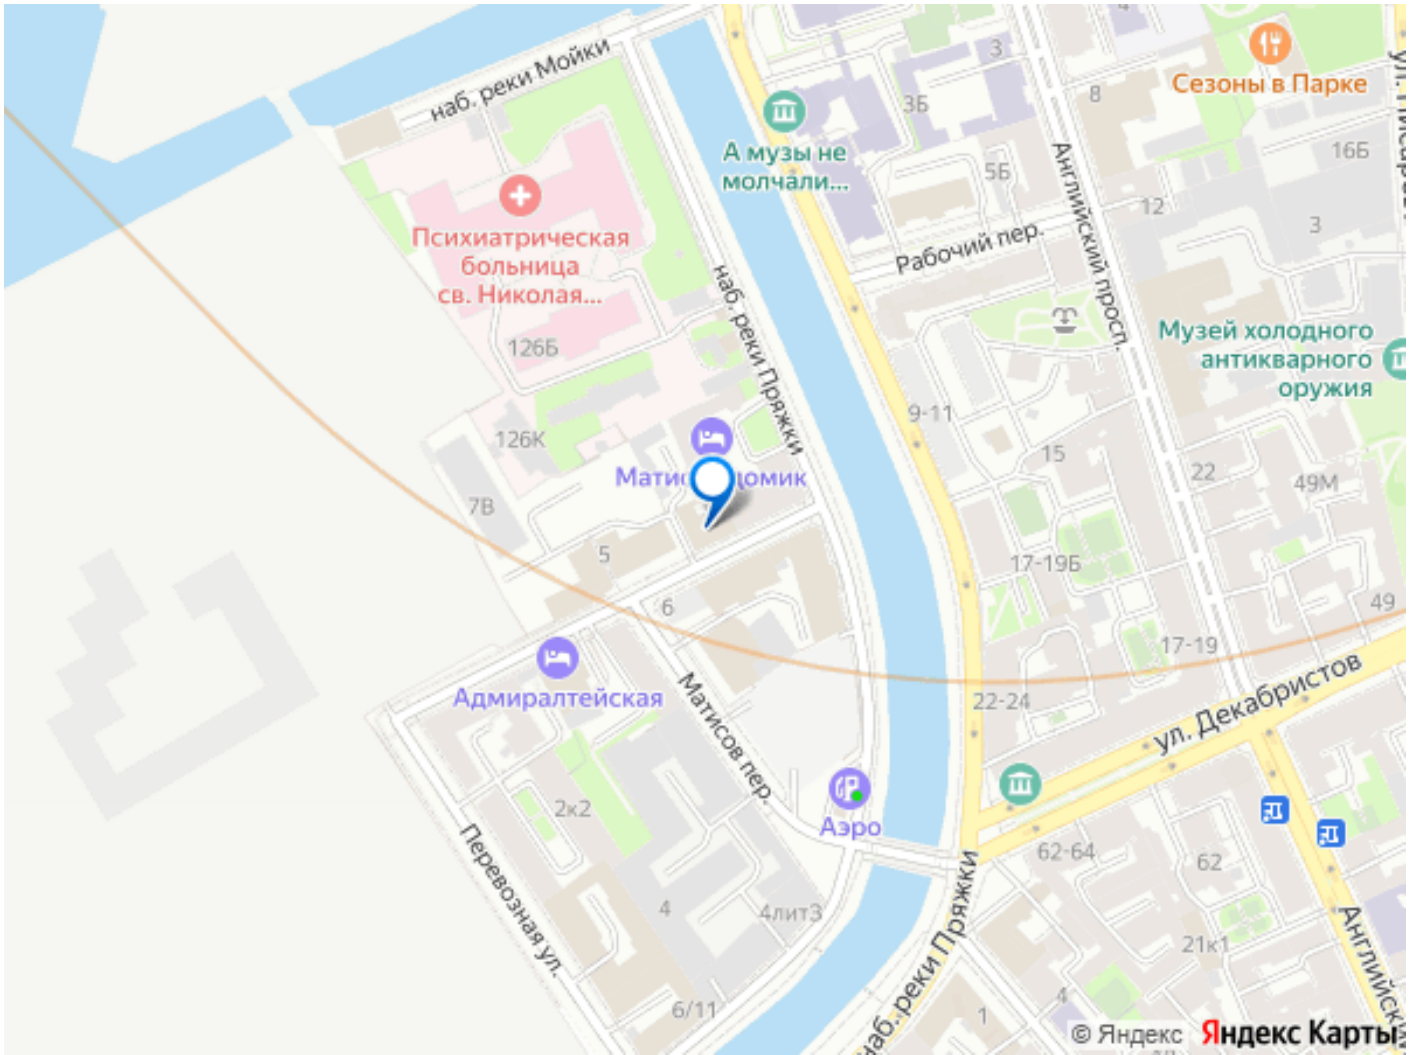 наб. реки Мойки
Сезоны в Парке
А музы не
молчали...
3
3Б
8
4
16Б
5Б
12
3
Рабочий пер.
Английский просп.
Психиатрическая
больница
св. Николая...
126Б
наб. реки Пряжки
Музей холодного
антикварного
оружия
9-11
126К
15
22
49М
7В
5
17-19Б
6
49
17-19
Адмиралтейская
22-24
ул. Декабристов
Матисов пер.
2к2
Аэро
Перевозная ул.
62-64
62
4
4лит3
21к1
наб. реки Пряжки
6/11
1
4
© Яндекс
Яндекс Карты